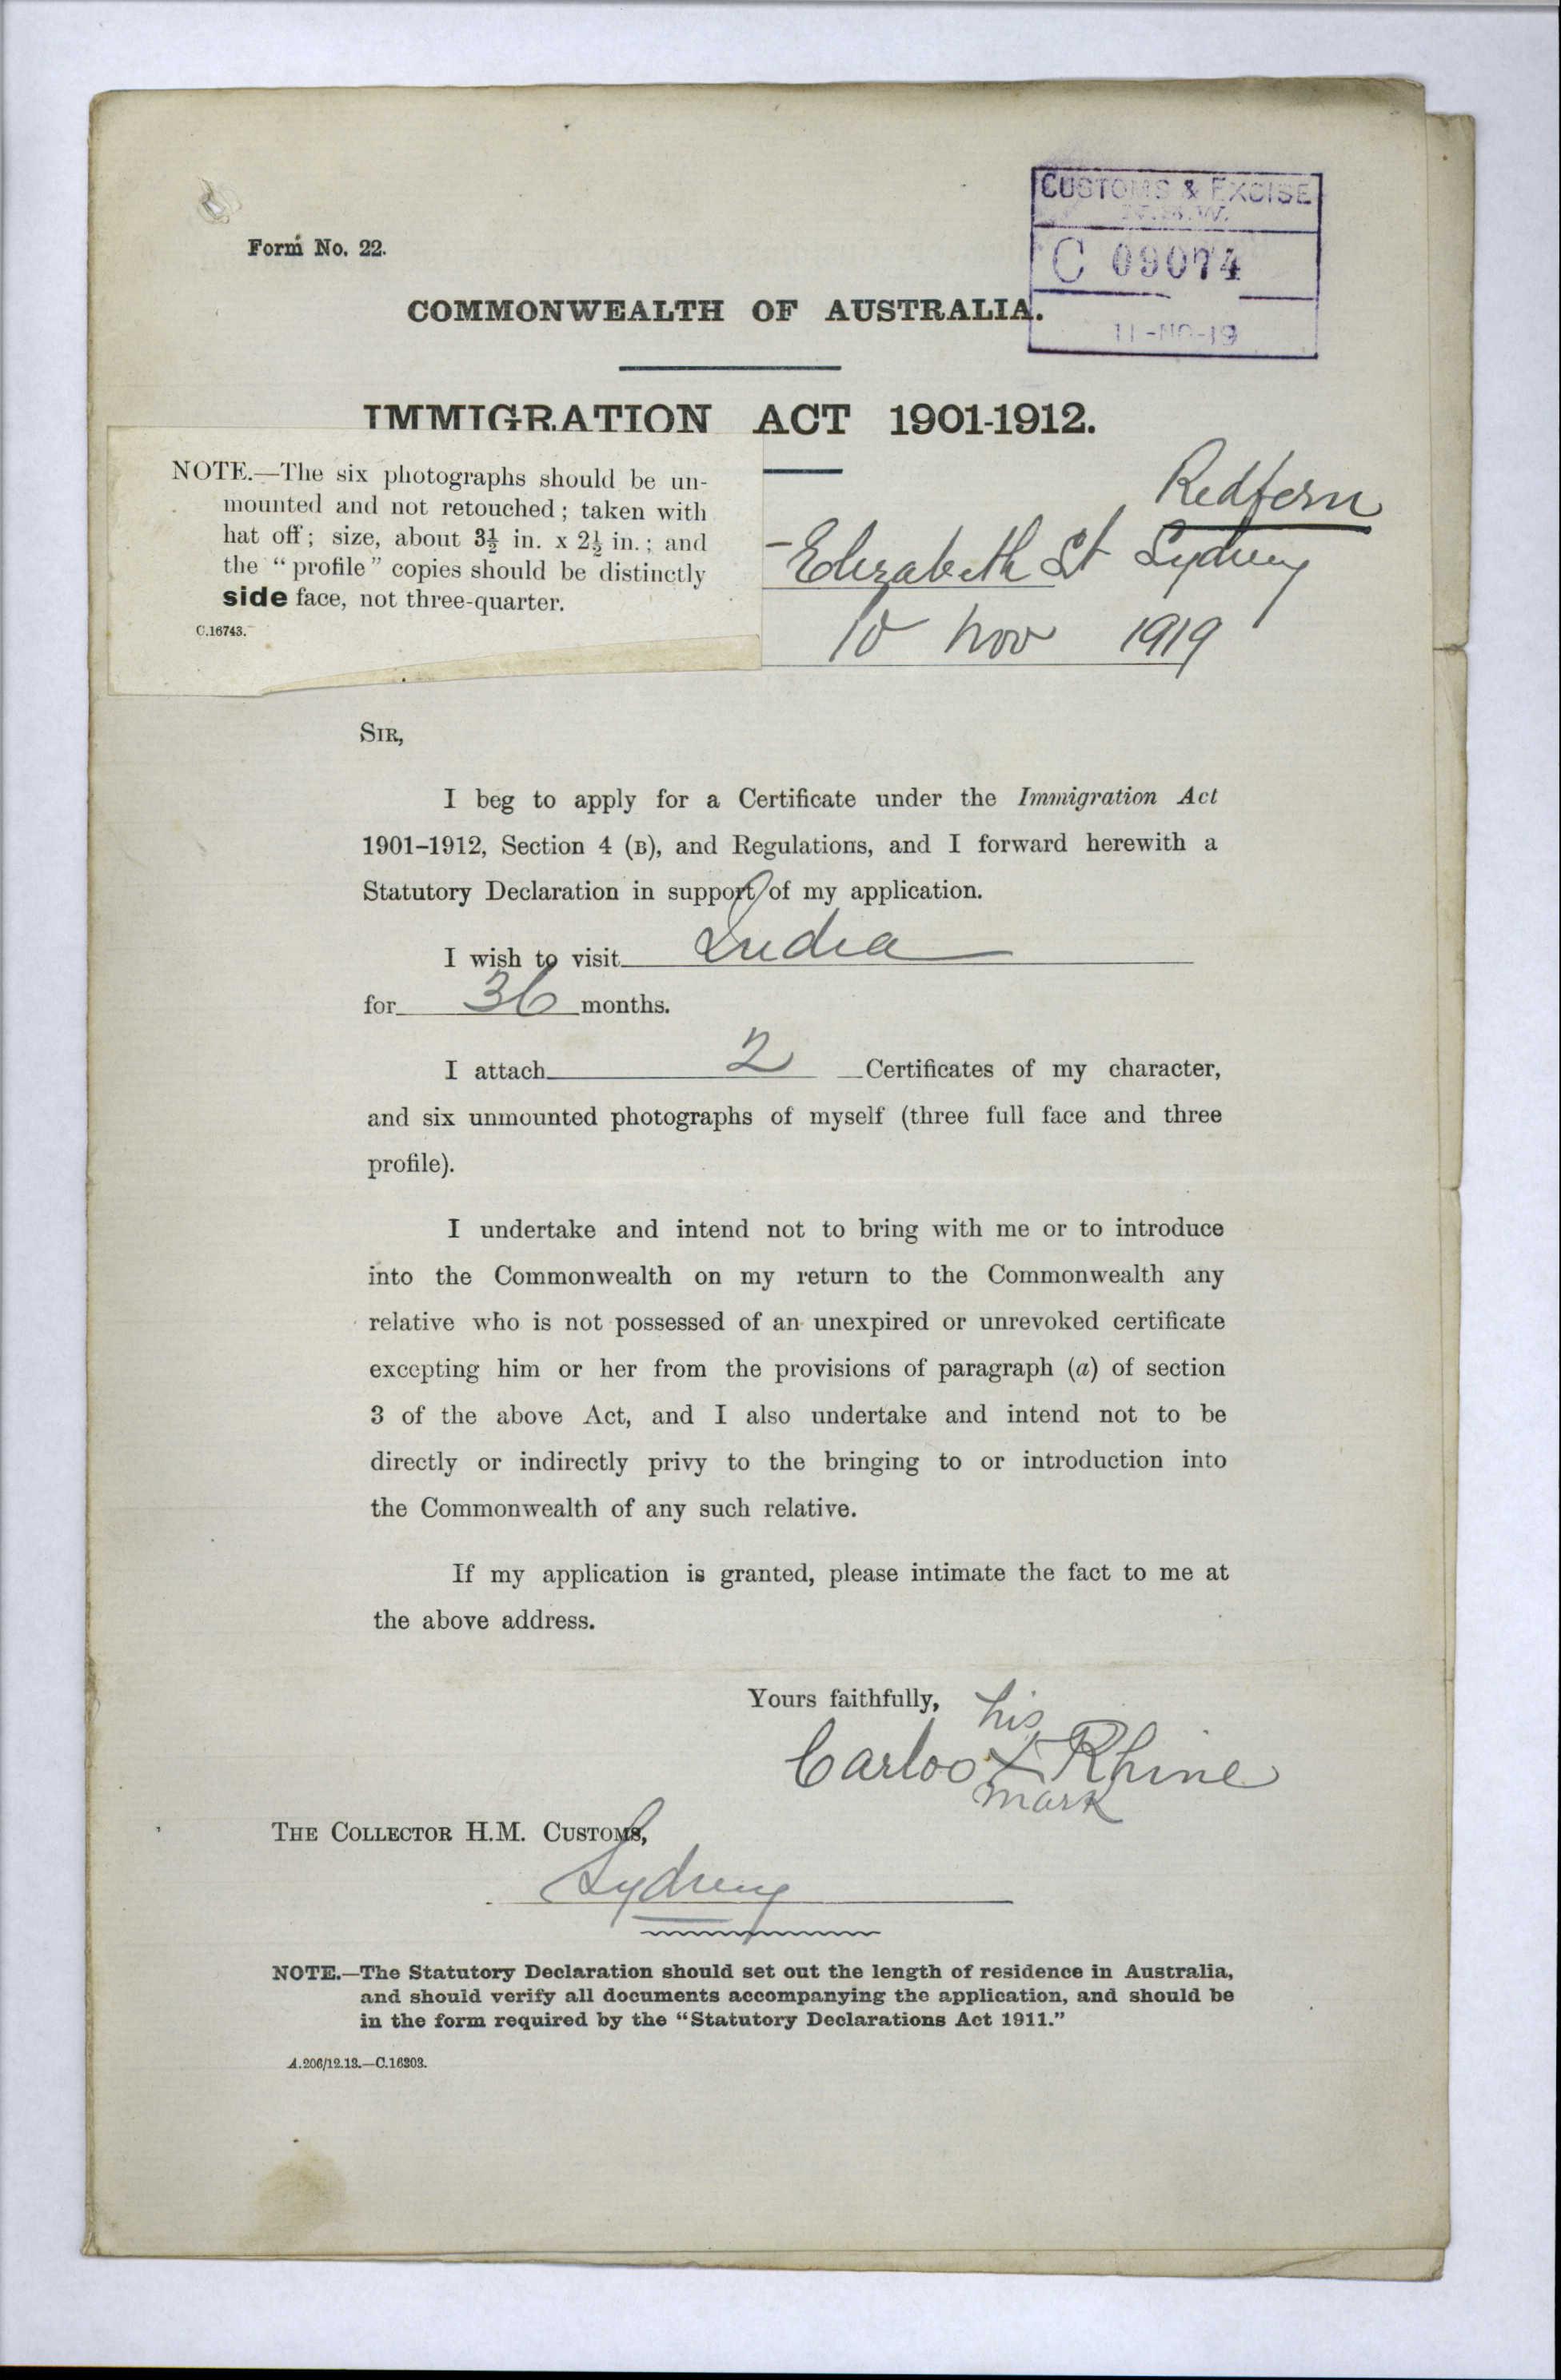 CUSTOMS & EXCISE
N.S.W.
C 09074
11-NO-19
Form No. 22.
COMMONWEALTH OF AUSTRALIA.
IMMIGRATION ACT 1901-1912.
NOTE.—The six photographs should be un-
mounted and not retouched; taken with
hat off; size, about 3½ in. x 2½ in.; and
the "profile" copies should be distinctly
side face, not three-quarter.
C.16743.
Redfern
Elizabeth St Sydney
10 Nov 1919
SIR,
I beg to apply for a Certificate under the Immigration Act
1901–1912, Section 4 (B), and Regulations, and I forward herewith a
Statutory Declaration in support of my application.
I wish to visit India
for 36 months.
I attach 2 Certificates of my character,
and six unmounted photographs of myself (three full face and three
profile).
I undertake and intend not to bring with me or to introduce
into the Commonwealth on my return to the Commonwealth any
relative who is not possessed of an unexpired or unrevoked certificate
excepting him or her from the provisions of paragraph (a) of section
3 of the above Act, and I also undertake and intend not to be
directly or indirectly privy to the bringing to or introduction into
the Commonwealth of any such relative.
If my application is granted, please intimate the fact to me at
the above address.
Yours faithfully,
his
Carloo X Rhine
mark
THE COLLECTOR H.M. CUSTOMS,
Sydney
NOTE.—The Statutory Declaration should set out the length of residence in Australia,
and should verify all documents accompanying the application, and should be
in the form required by the "Statutory Declarations Act 1911."
A.206/12.13.—C.16303.